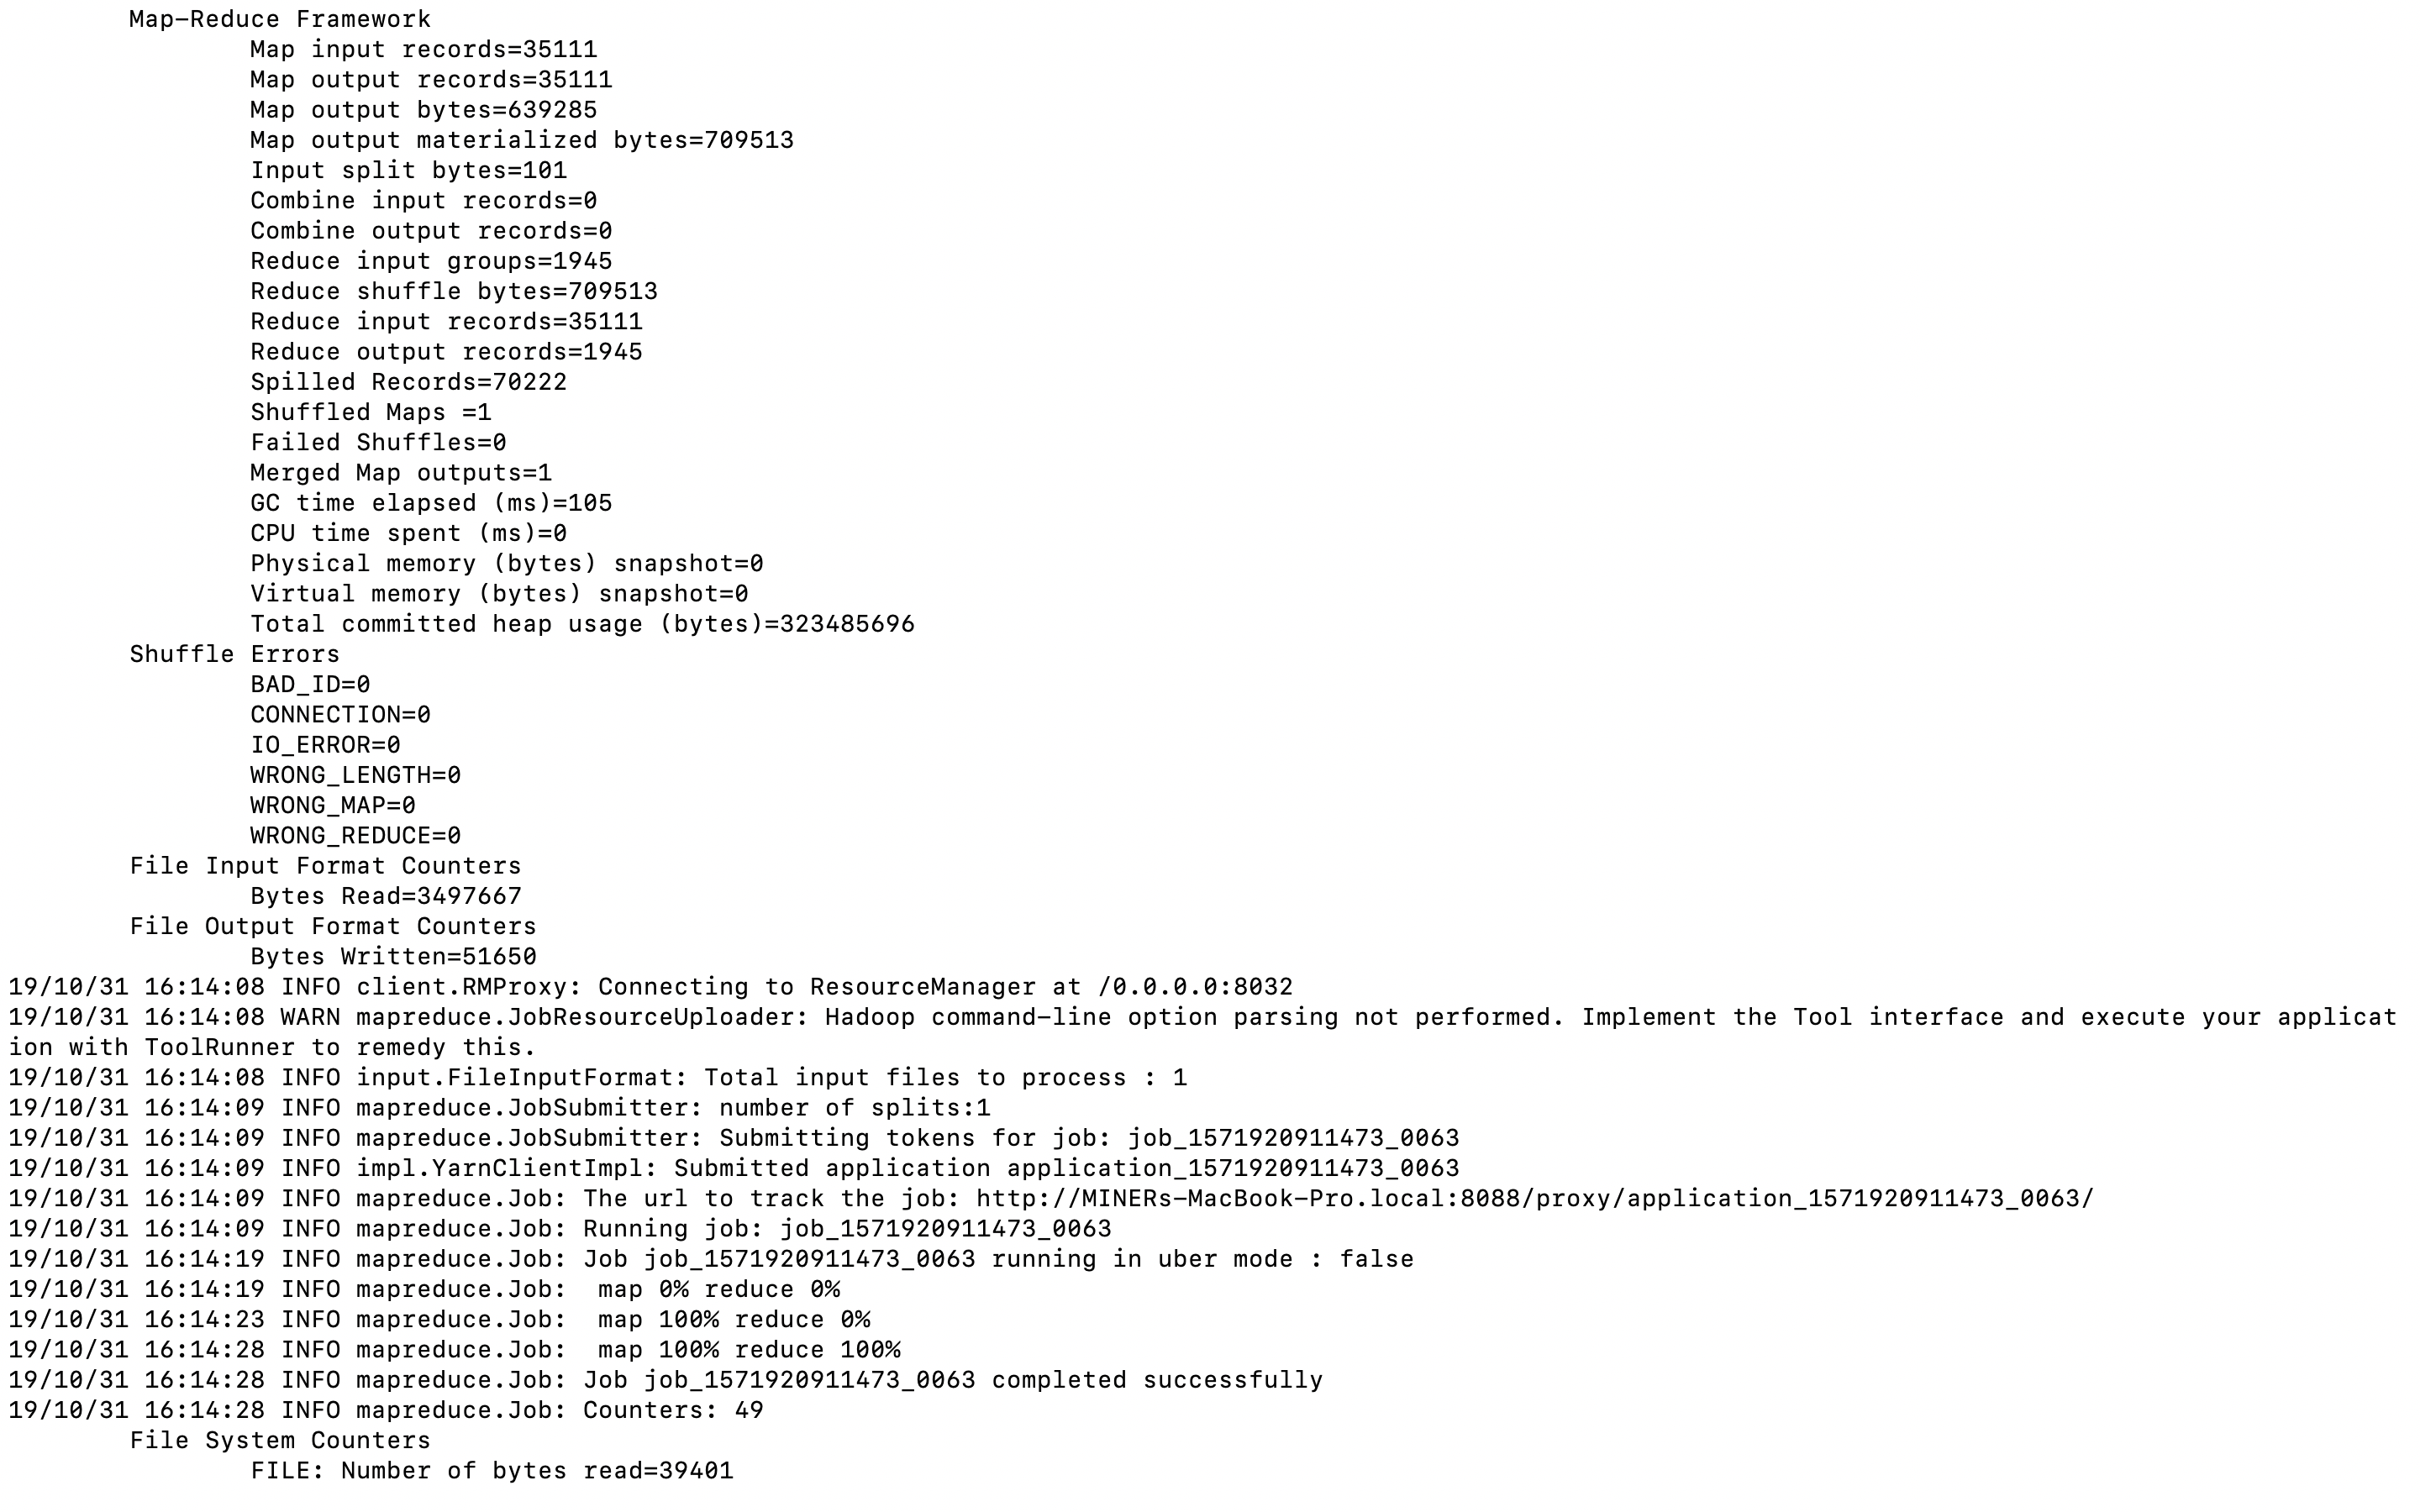 Map-Reduce Framework
Map input records=35111
Map output records=35111
Map output bytes=639285
Map output materialized bytes=709513
Input split bytes=101
Combine input records=0
Combine output records=0
Reduce input groups=1945
Reduce shuffle bytes=709513
Reduce input records=35111
Reduce output records=1945
Spilled Records=70222
Shuffled Maps =1
Failed Shuffles=0
Merged Map outputs=1
GC time elapsed (ms)=105
CPU time spent (ms)=0
Physical memory (bytes) snapshot=0
Virtual memory (bytes) snapshot=0
Total committed heap usage (bytes)=323485696
Shuffle Errors
BAD_ID=0
CONNECTION=0
IO_ERROR=0
WRONG_LENGTH=0
WRONG_MAP=0
WRONG_REDUCE=0
File Input Format Counters
Bytes Read=3497667
File Output Format Counters
Bytes Written=51650
19/10/31 16:14:08 INFO client.RMProxy: Connecting to ResourceManager at /0.0.0.0:8032
19/10/31 16:14:08 WARN mapreduce.JobResourceUploader: Hadoop command-line option parsing not performed. Implement the Tool interface and execute your applicat
ion with ToolRunner to remedy this.
19/10/31 16:14:08 INFO input.FileInputFormat: Total input files to process : 1
19/10/31 16:14:09 INFO mapreduce.JobSubmitter: number of splits:1
19/10/31 16:14:09 INFO mapreduce.JobSubmitter: Submitting tokens for job: job_1571920911473_0063
19/10/31 16:14:09 INFO impl.YarnClientImpl: Submitted application application_1571920911473_0063
19/10/31 16:14:09 INFO mapreduce.Job: The url to track the job: http://MINERs-MacBook-Pro.local:8088/proxy/application_1571920911473_0063/
19/10/31 16:14:09 INFO mapreduce.Job: Running job: job_1571920911473_0063
19/10/31 16:14:19 INFO mapreduce.Job: Job job_1571920911473_0063 running in uber mode : false
19/10/31 16:14:19 INFO mapreduce.Job:  map 0% reduce 0%
19/10/31 16:14:23 INFO mapreduce.Job:  map 100% reduce 0%
19/10/31 16:14:28 INFO mapreduce.Job:  map 100% reduce 100%
19/10/31 16:14:28 INFO mapreduce.Job: Job job_1571920911473_0063 completed successfully
19/10/31 16:14:28 INFO mapreduce.Job: Counters: 49
File System Counters
FILE: Number of bytes read=39401